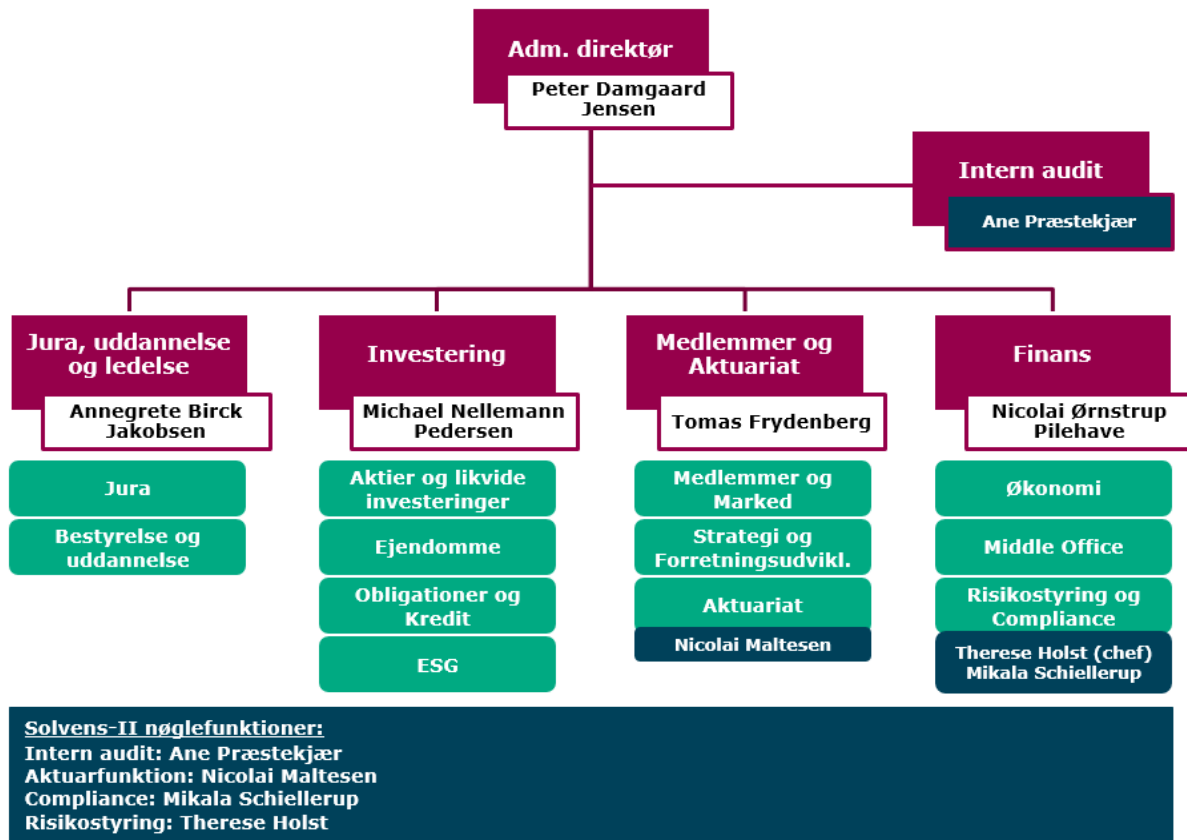 Adm. direktør
Peter Damgaard
Jensen
Intern audit
Ane Præstekjær
Jura, uddannelse
og ledelse
Annegrete Birck
Jakobsen
Jura
Bestyrelse og
uddannelse
Investering
Michael Nellemann
Pedersen
Aktier og likvide
investeringer
Ejendomme
Obligationer og
Kredit
ESG
Medlemmer og
Aktuariat
Tomas Frydenberg
Medlemmer og
Marked
Strategi og
Forretningsudvikl.
Aktuariat
Nicolai Maltesen
Finans
Nicolai Ørnstrup
Pilehave
Økonomi
Middle Office
Risikostyring og
Compliance
Therese Holst (chef)
Mikala Schiellerup
Solvens-II nøglefunktioner:
Intern audit: Ane Præstekjær
Aktuarfunktion: Nicolai Maltesen
Compliance: Mikala Schiellerup
Risikostyring: Therese Holst